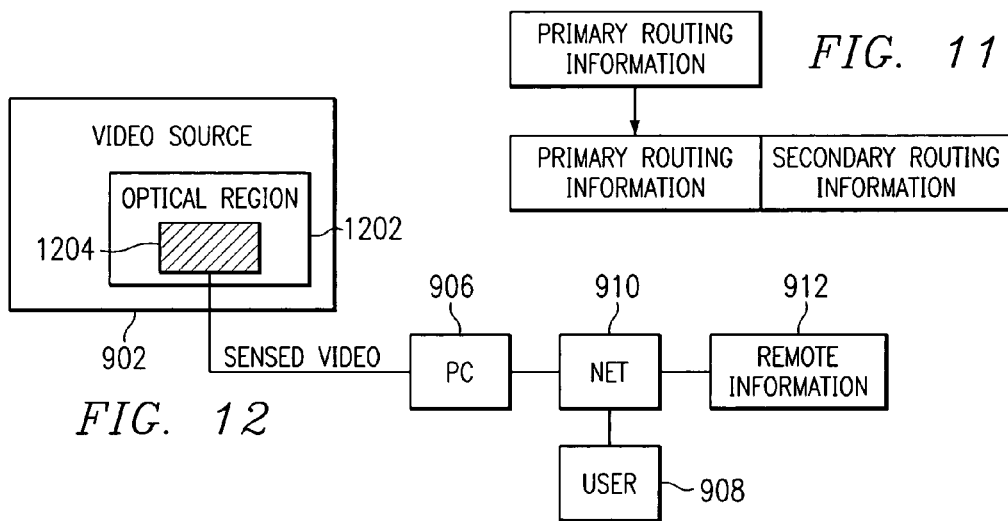 PRIMARY ROUTING
INFORMATION
FIG. 11
PRIMARY ROUTING
INFORMATION
SECONDARY ROUTING
INFORMATION
VIDEO SOURCE
OPTICAL REGION
1202
1204
902
SENSED VIDEO
906
PC
910
NET
912
REMOTE
INFORMATION
USER
908
FIG. 12